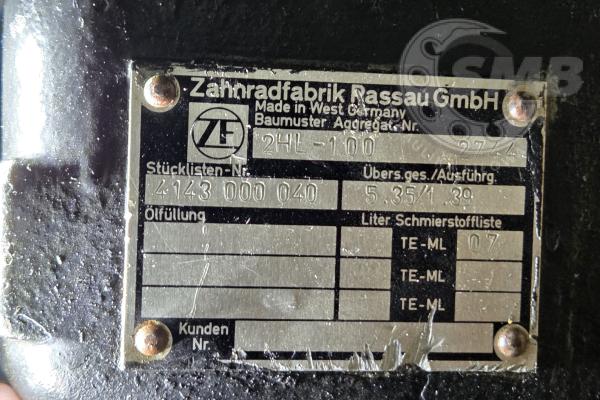 SMB
Zahnradfabrik Passau GmbH
Made in West Germany
Baumuster Aggregat-Nr.
ZF
2HL-100
Stücklisten-Nr.
Übers.ges./Ausführg.
4143 000 040
5.35/1.39
Ölfüllung
Liter Schmierstoffliste
TE-ML 07
TE-ML
TE-ML
Kunden
Nr.